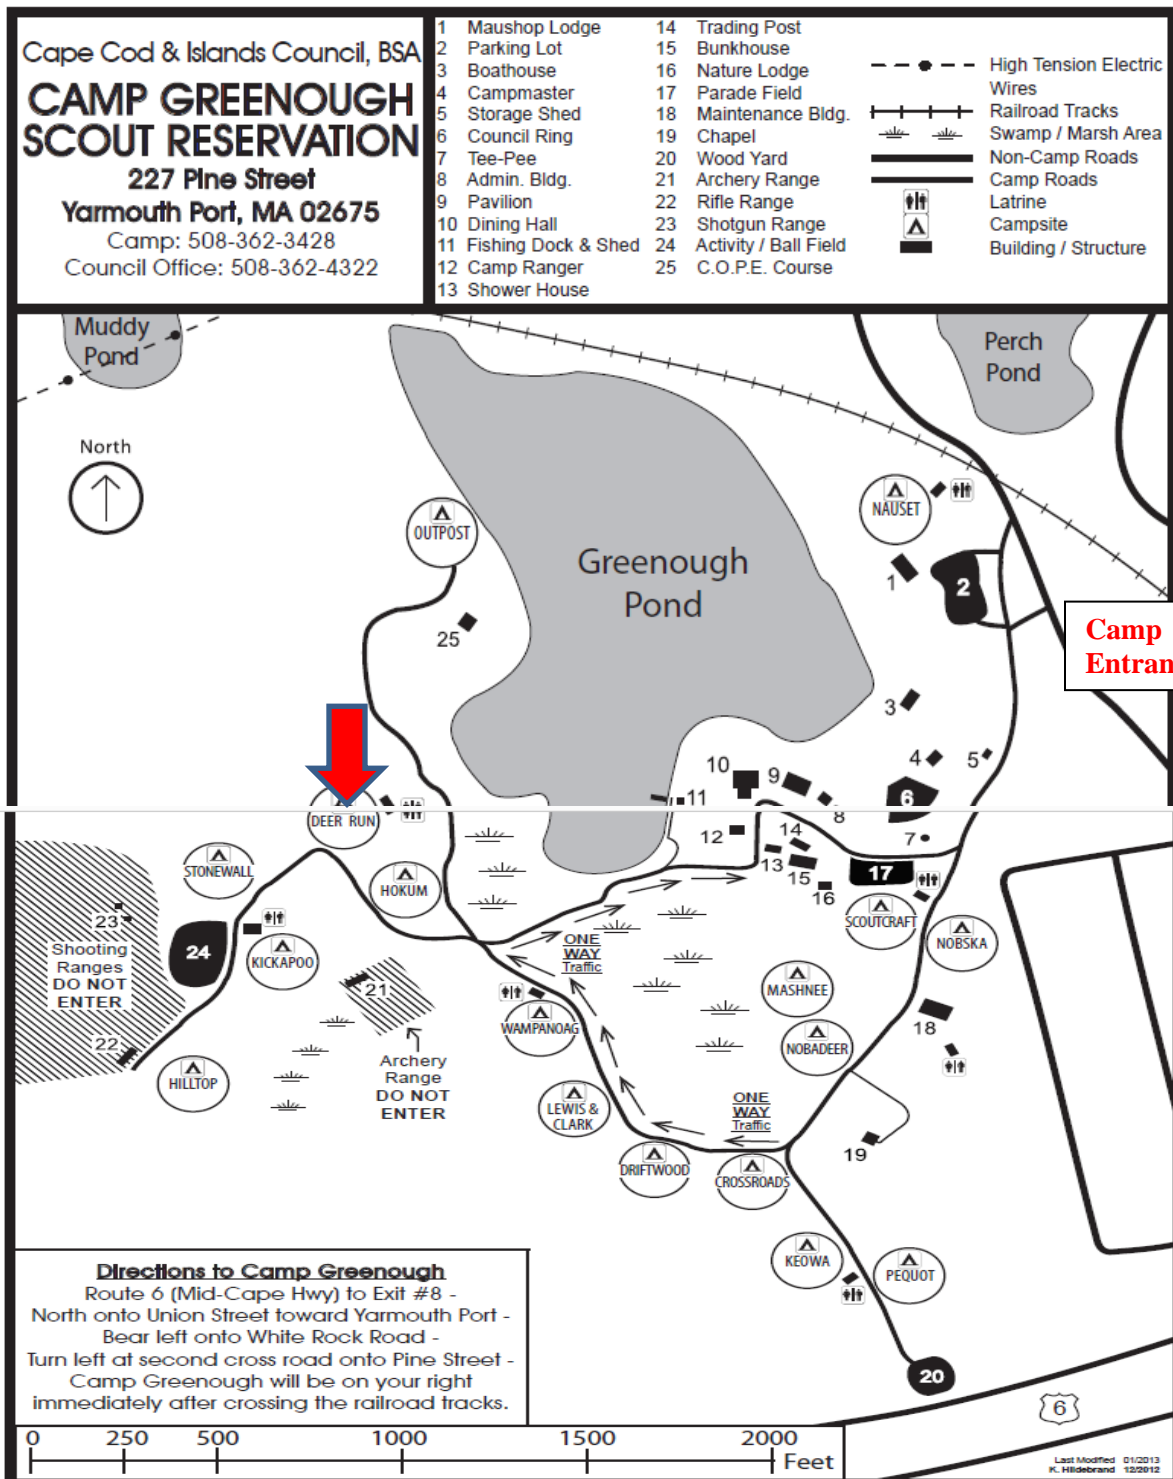 Cape Cod & Islands Council, BSA
CAMP GREENOUGH
SCOUT RESERVATION
227 Pine Street
Yarmouth Port, MA 02675
Camp: 508-362-3428
Council Office: 508-362-4322
1 Maushop Lodge
2 Parking Lot
3 Boathouse
4 Campmaster
5 Storage Shed
6 Council Ring
7 Tee-Pee
8 Admin. Bldg.
9 Pavilion
10 Dining Hall
11 Fishing Dock & Shed
12 Camp Ranger
13 Shower House
14 Trading Post
15 Bunkhouse
16 Nature Lodge
17 Parade Field
18 Maintenance Bldg.
19 Chapel
20 Wood Yard
21 Archery Range
22 Rifle Range
23 Shotgun Range
24 Activity / Ball Field
25 C.O.P.E. Course
High Tension Electric
Wires
Railroad Tracks
Swamp / Marsh Area
Non-Camp Roads
Camp Roads
Latrine
Campsite
Building / Structure
Muddy
Pond
Perch
Pond
North
NAUSET
OUTPOST
Greenough
Pond
1
2
25
Camp
Entran
3
4
5
10
9
6
11
8
DEER RUN
12
14
7
STONEWALL
13
15
17
HOKUM
16
23
SCOUTCRAFT
Shooting
Ranges
DO NOT
ENTER
24
KICKAPOO
ONE
WAY
Traffic
NOBSKA
21
MASHNEE
WAMPANOAG
18
22
NOBADEER
Archery
Range
DO NOT
ENTER
HILLTOP
LEWIS &
CLARK
ONE
WAY
Traffic
19
DRIFTWOOD
CROSSROADS
KEOWA
PEQUOT
20
6
Directions to Camp Greenough
Route 6 (Mid-Cape Hwy) to Exit #8 -
North onto Union Street toward Yarmouth Port -
Bear left onto White Rock Road -
Turn left at second cross road onto Pine Street -
Camp Greenough will be on your right
immediately after crossing the railroad tracks.
0 250 500 1000 1500 2000
Feet
Last Modified 01/2013
K. Hildebrand 12/2012